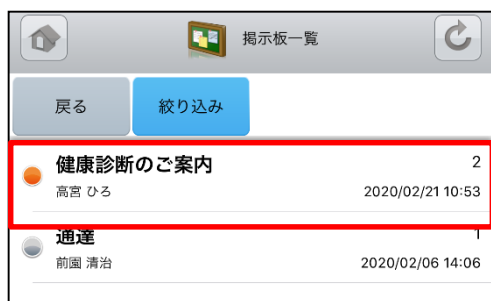 掲示板一覧
戻る 絞り込み
健康診断のご案内 2
高宮 ひろ 2020/02/21 10:53
通達 1
前園 清治 2020/02/06 14:06